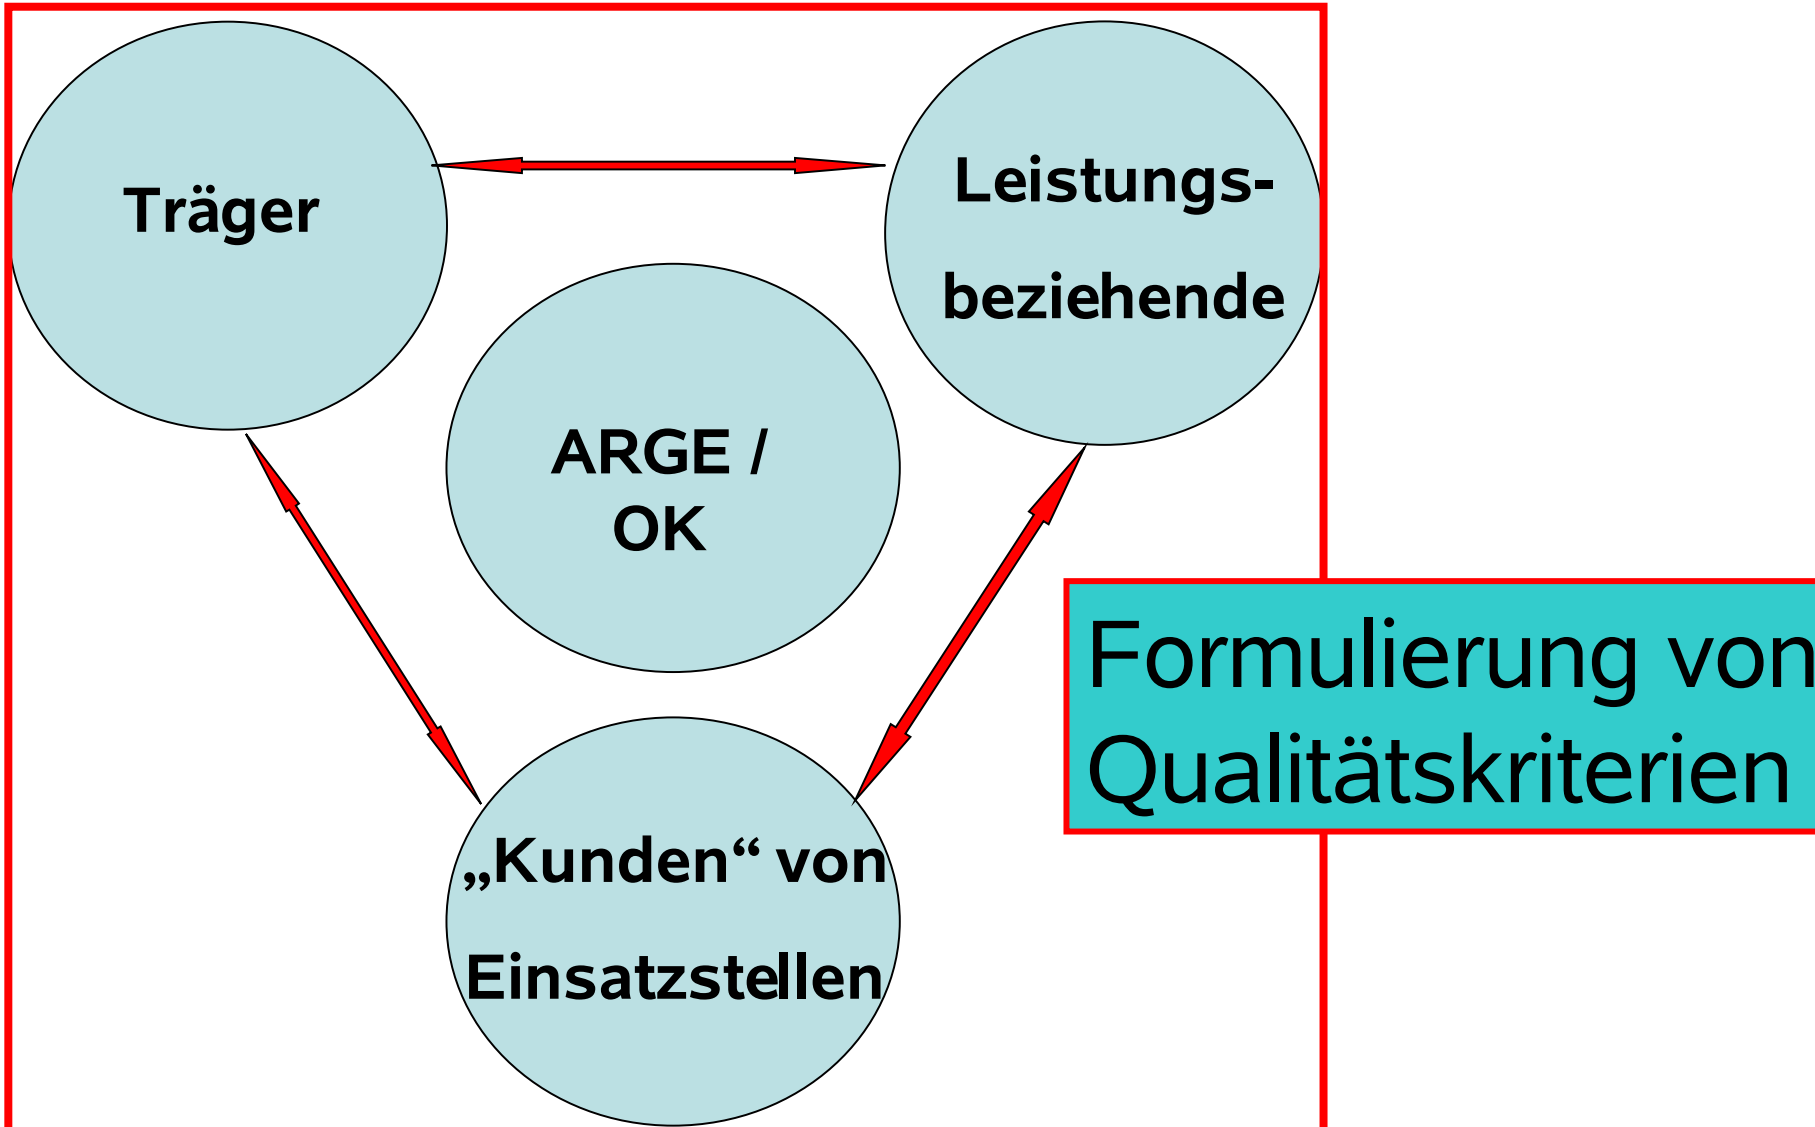 Träger
Leistungs-
beziehende
ARGE /
OK
„Kunden“ von
Einsatzstellen
Formulierung von
Qualitätskriterien